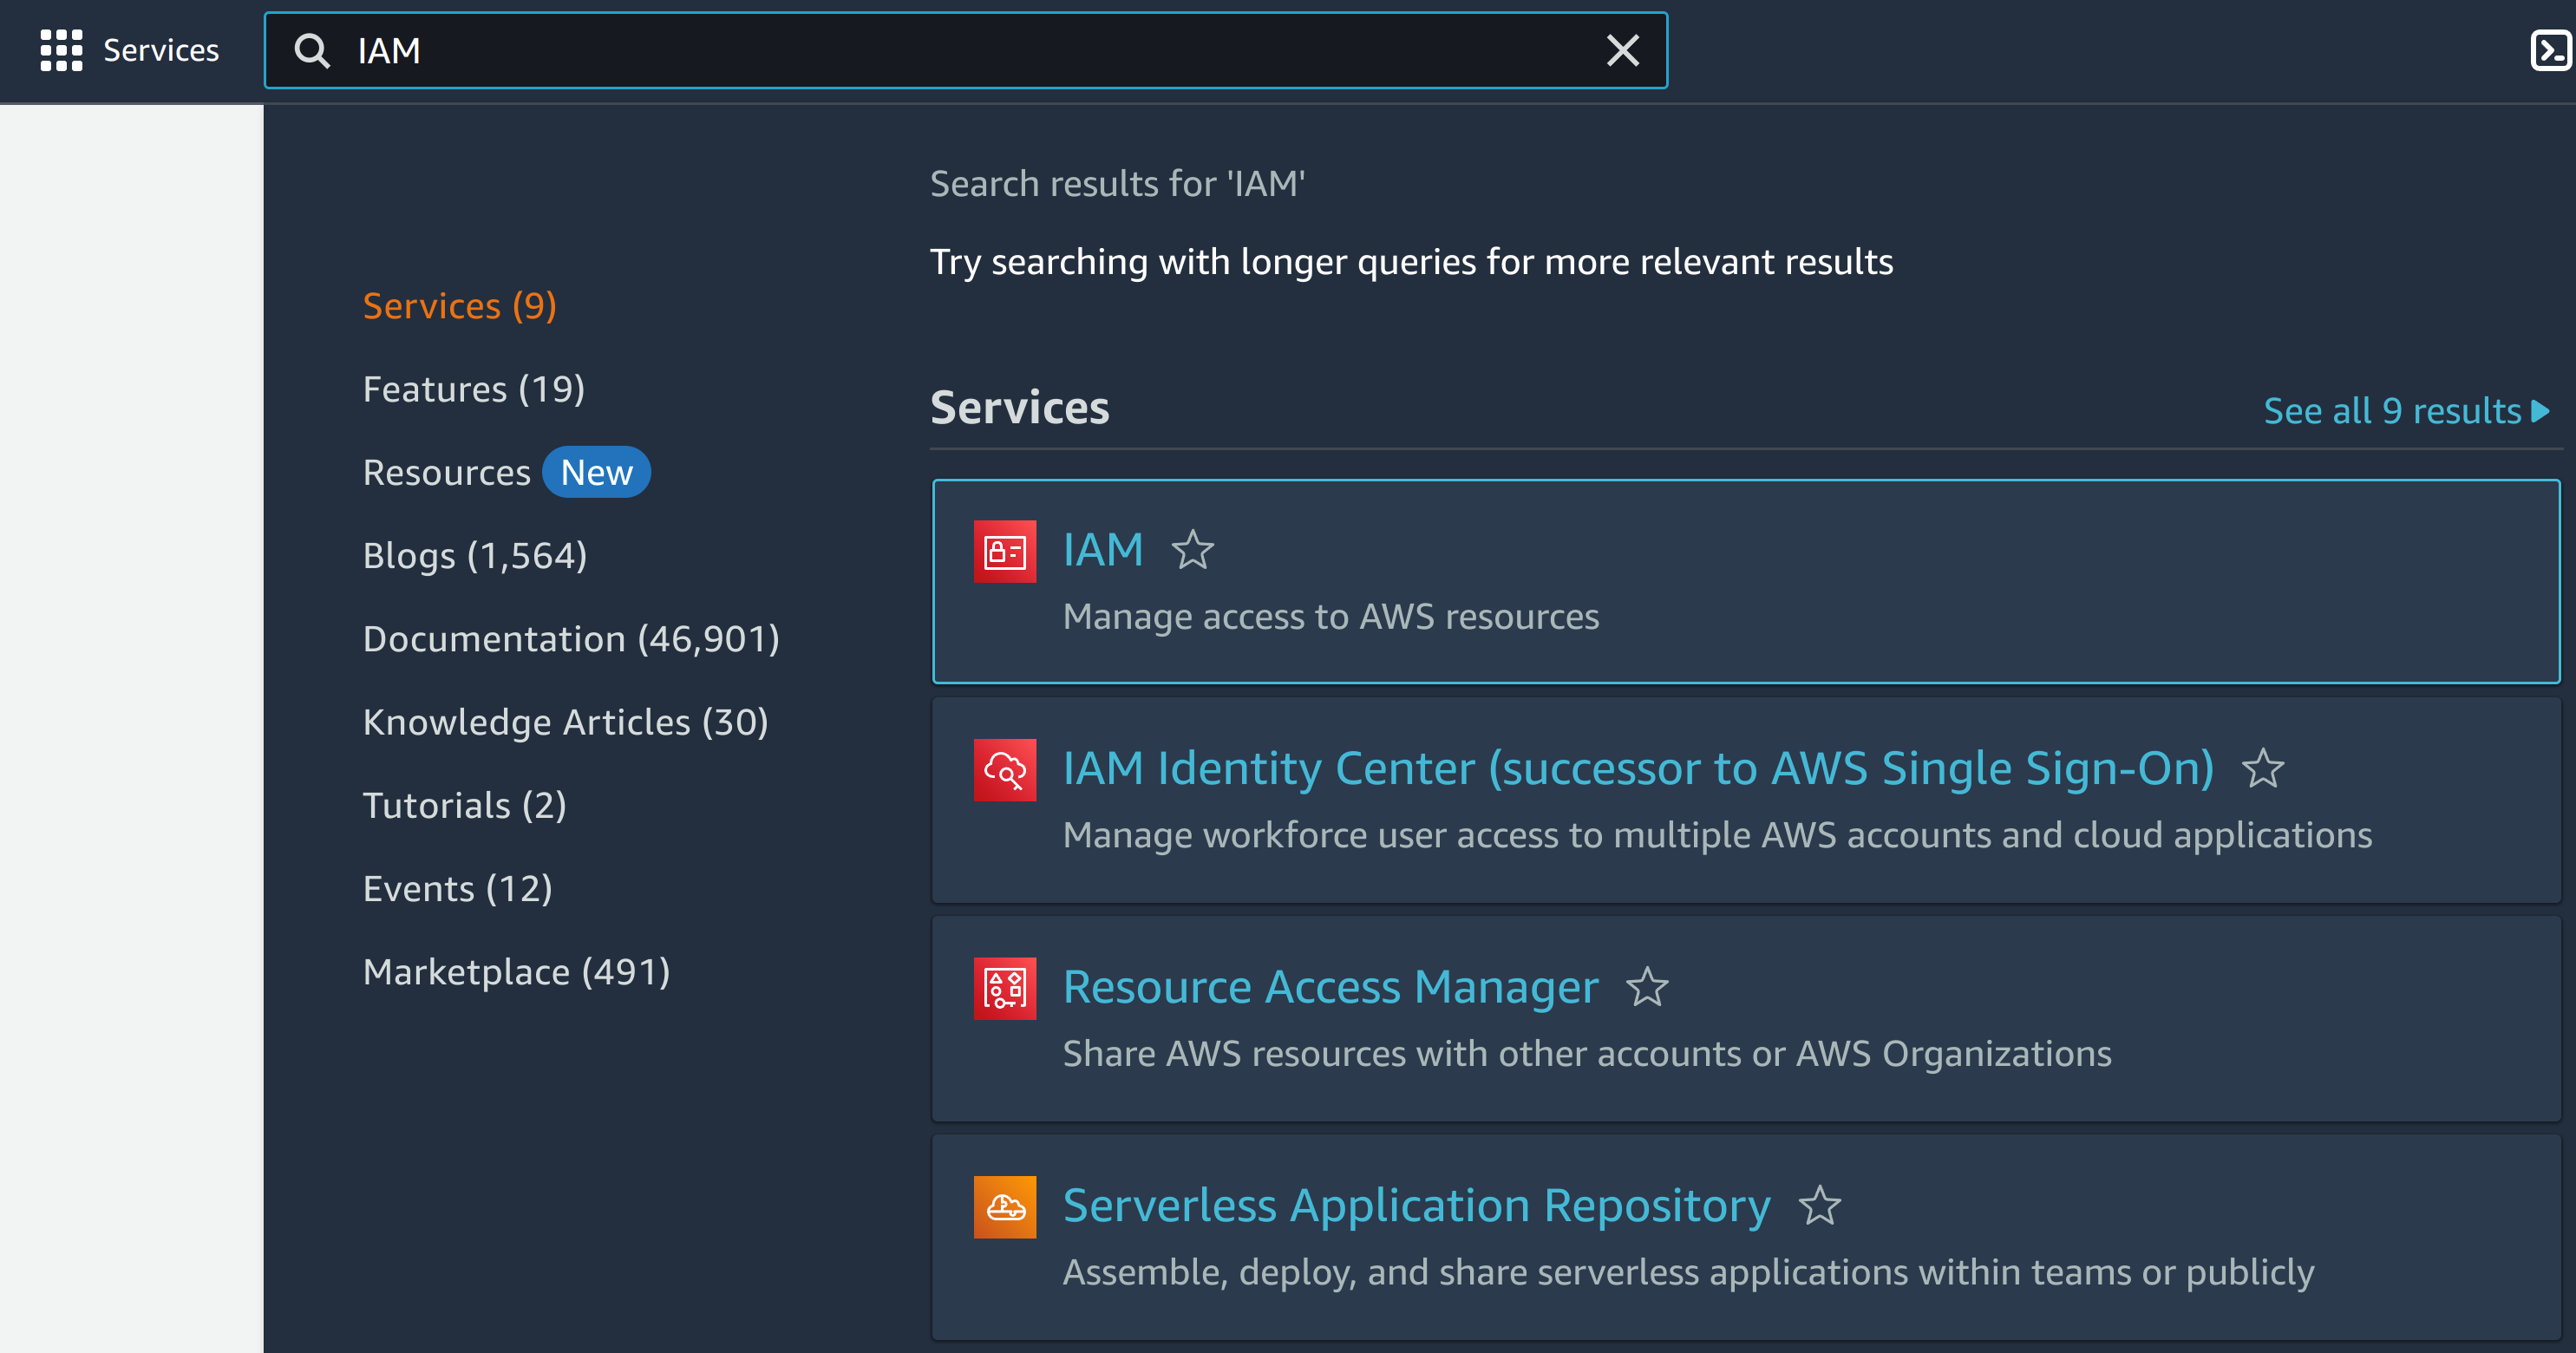 Services
IAM
Search results for 'IAM'
Try searching with longer queries for more relevant results
Services (9)
Features (19)
Resources New
Blogs (1,564)
Documentation (46,901)
Knowledge Articles (30)
Tutorials (2)
Events (12)
Marketplace (491)
Services
See all 9 results
IAM
Manage access to AWS resources
IAM Identity Center (successor to AWS Single Sign-On)
Manage workforce user access to multiple AWS accounts and cloud applications
Resource Access Manager
Share AWS resources with other accounts or AWS Organizations
Serverless Application Repository
Assemble, deploy, and share serverless applications within teams or publicly